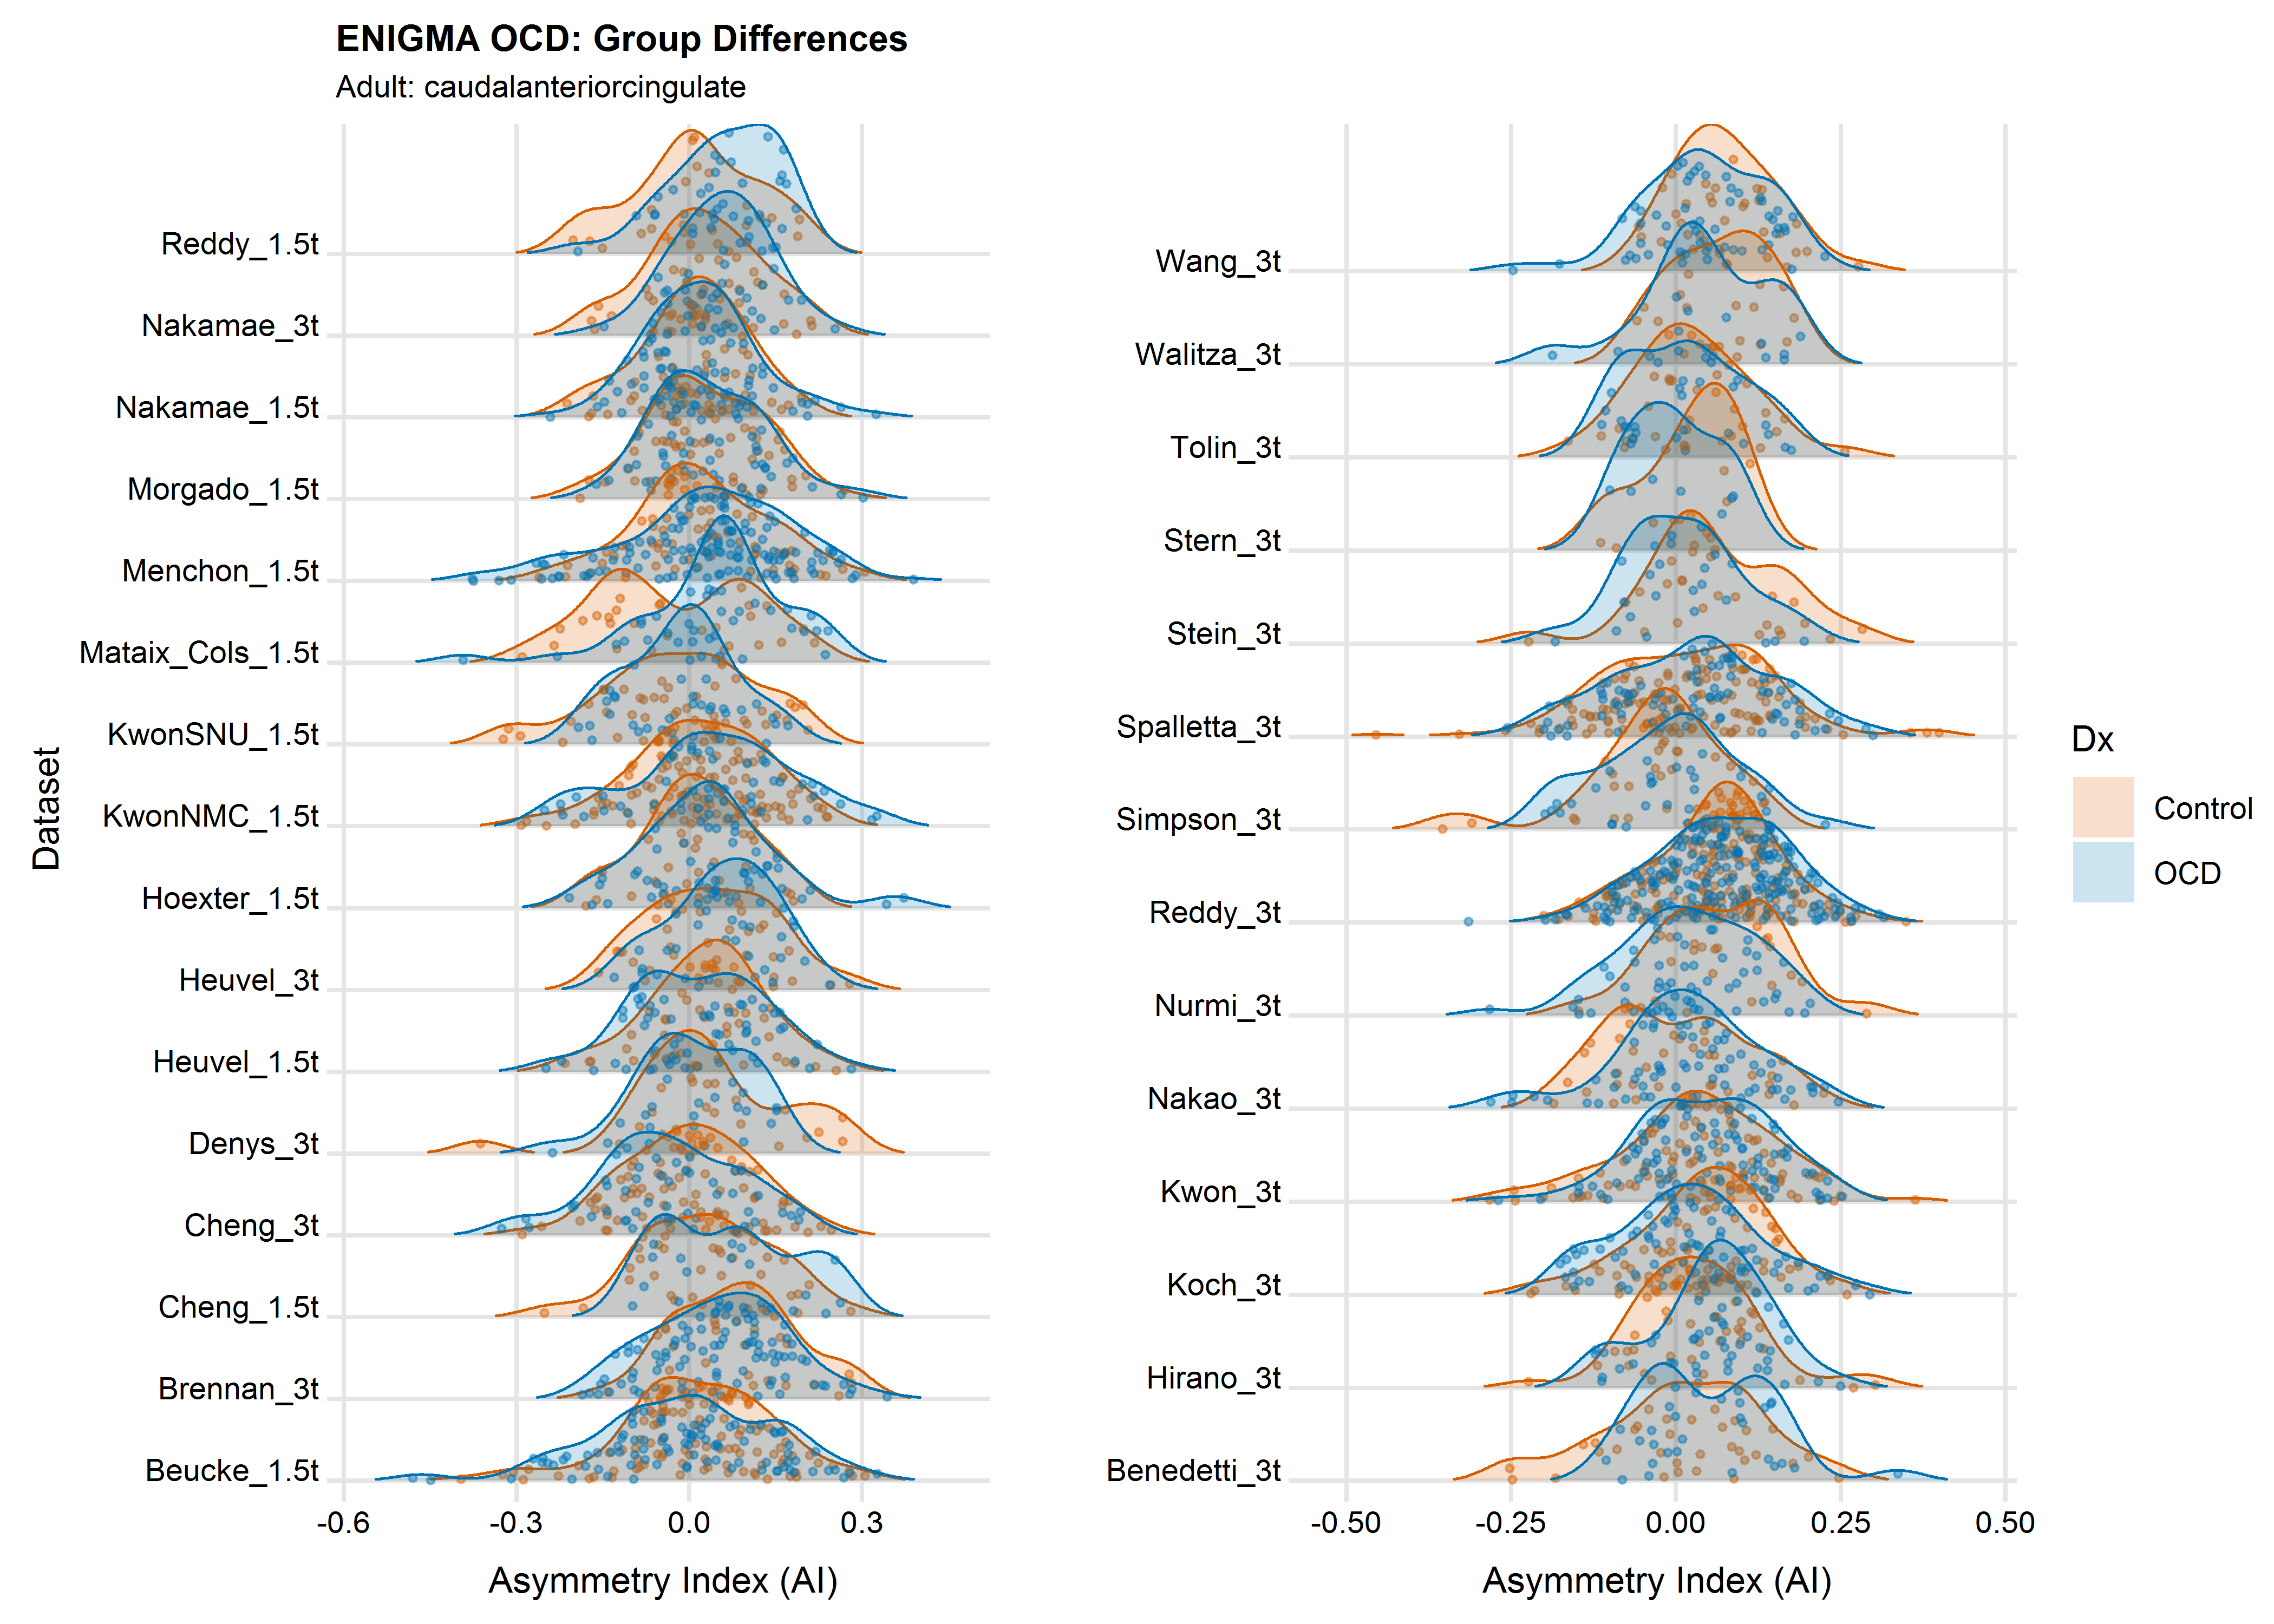 ENIGMA OCD: Group Differences
Adult: caudalanteriorcingulate
Dataset
Reddy_1.5t
Nakamae_3t
Nakamae_1.5t
Morgado_1.5t
Menchon_1.5t
Mataix_Cols_1.5t
KwonSNU_1.5t
KwonNMC_1.5t
Hoexter_1.5t
Heuvel_3t
Heuvel_1.5t
Denys_3t
Cheng_3t
Cheng_1.5t
Brennan_3t
Beucke_1.5t
-0.6 -0.3 0.0 0.3
Asymmetry Index (AI)
Wang_3t
Walitza_3t
Tolin_3t
Stern_3t
Stein_3t
Spalletta_3t
Simpson_3t
Reddy_3t
Nurmi_3t
Nakao_3t
Kwon_3t
Koch_3t
Hirano_3t
Benedetti_3t
-0.50 -0.25 0.00 0.25 0.50
Asymmetry Index (AI)
Dx
Control
OCD